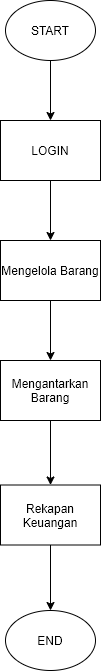 START
LOGIN
Mengelola Barang
Mengantarkan
Barang
Rekapan
Keuangan
END